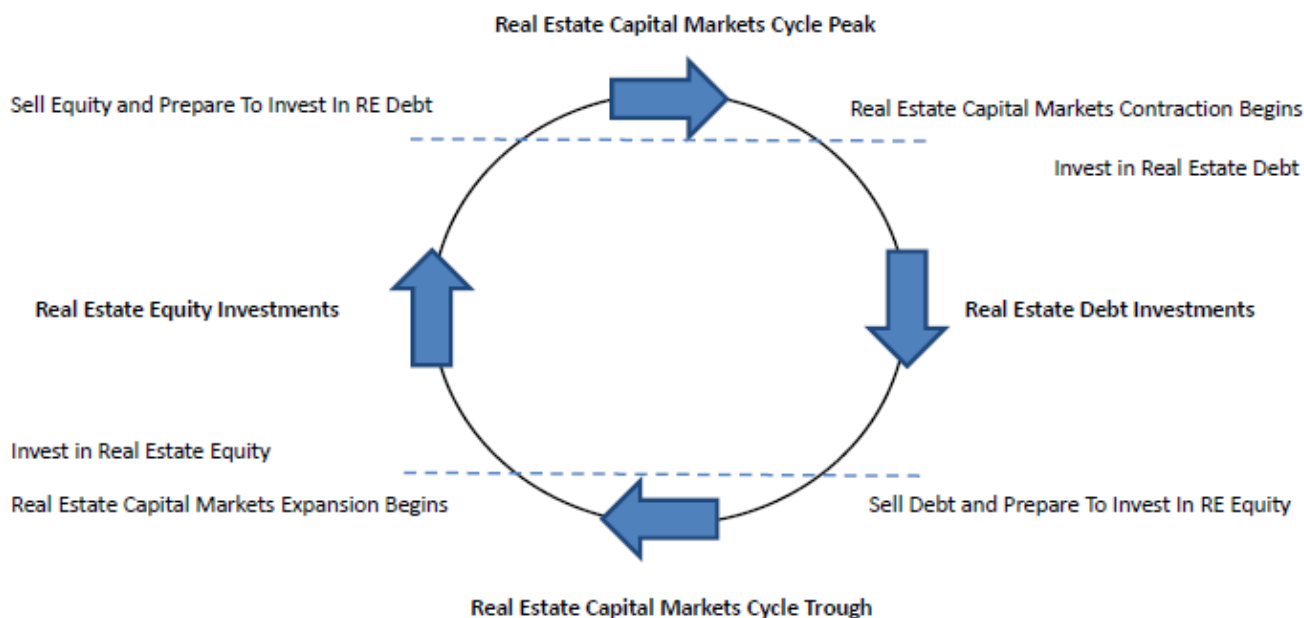 Real Estate Capital Markets Cycle Peak
Sell Equity and Prepare To Invest In RE Debt
Real Estate Capital Markets Contraction Begins
Invest in Real Estate Debt
Real Estate Equity Investments
Real Estate Debt Investments
Invest in Real Estate Equity
Real Estate Capital Markets Expansion Begins
Sell Debt and Prepare To Invest In RE Equity
Real Estate Capital Markets Cycle Trough